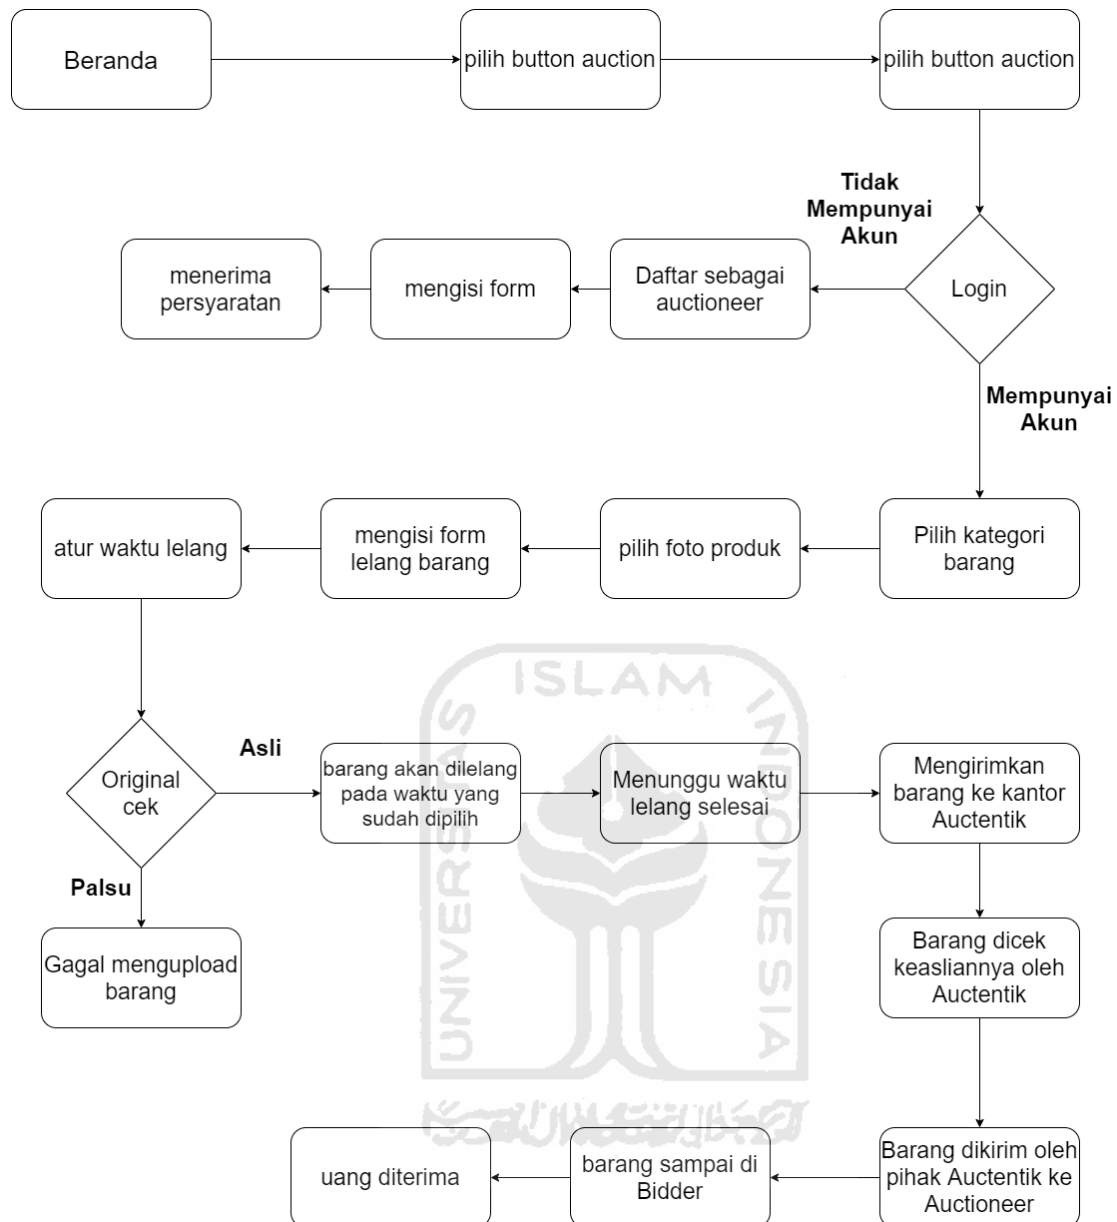 Beranda
pilih button auction
pilih button auction
Tidak
Mempunyai
Akun
Login
Daftar sebagai
auctioneer
mengisi form
menerima
persyaratan
Mempunyai
Akun
Pilih kategori
barang
pilih foto produk
mengisi form
lelang barang
atur waktu lelang
Original
cek
Asli
barang akan dilelang
pada waktu yang
sudah dipilih
Menunggu waktu
lelang selesai
Mengirimkan
barang ke kantor
Auctentik
Palsu
Gagal mengupload
barang
Barang dicek
keasliannya oleh
Auctentik
Barang dikirim oleh
pihak Auctentik ke
Auctioneer
barang sampai di
Bidder
uang diterima
UNIVERSITAS
ISLAM
INDONESIA